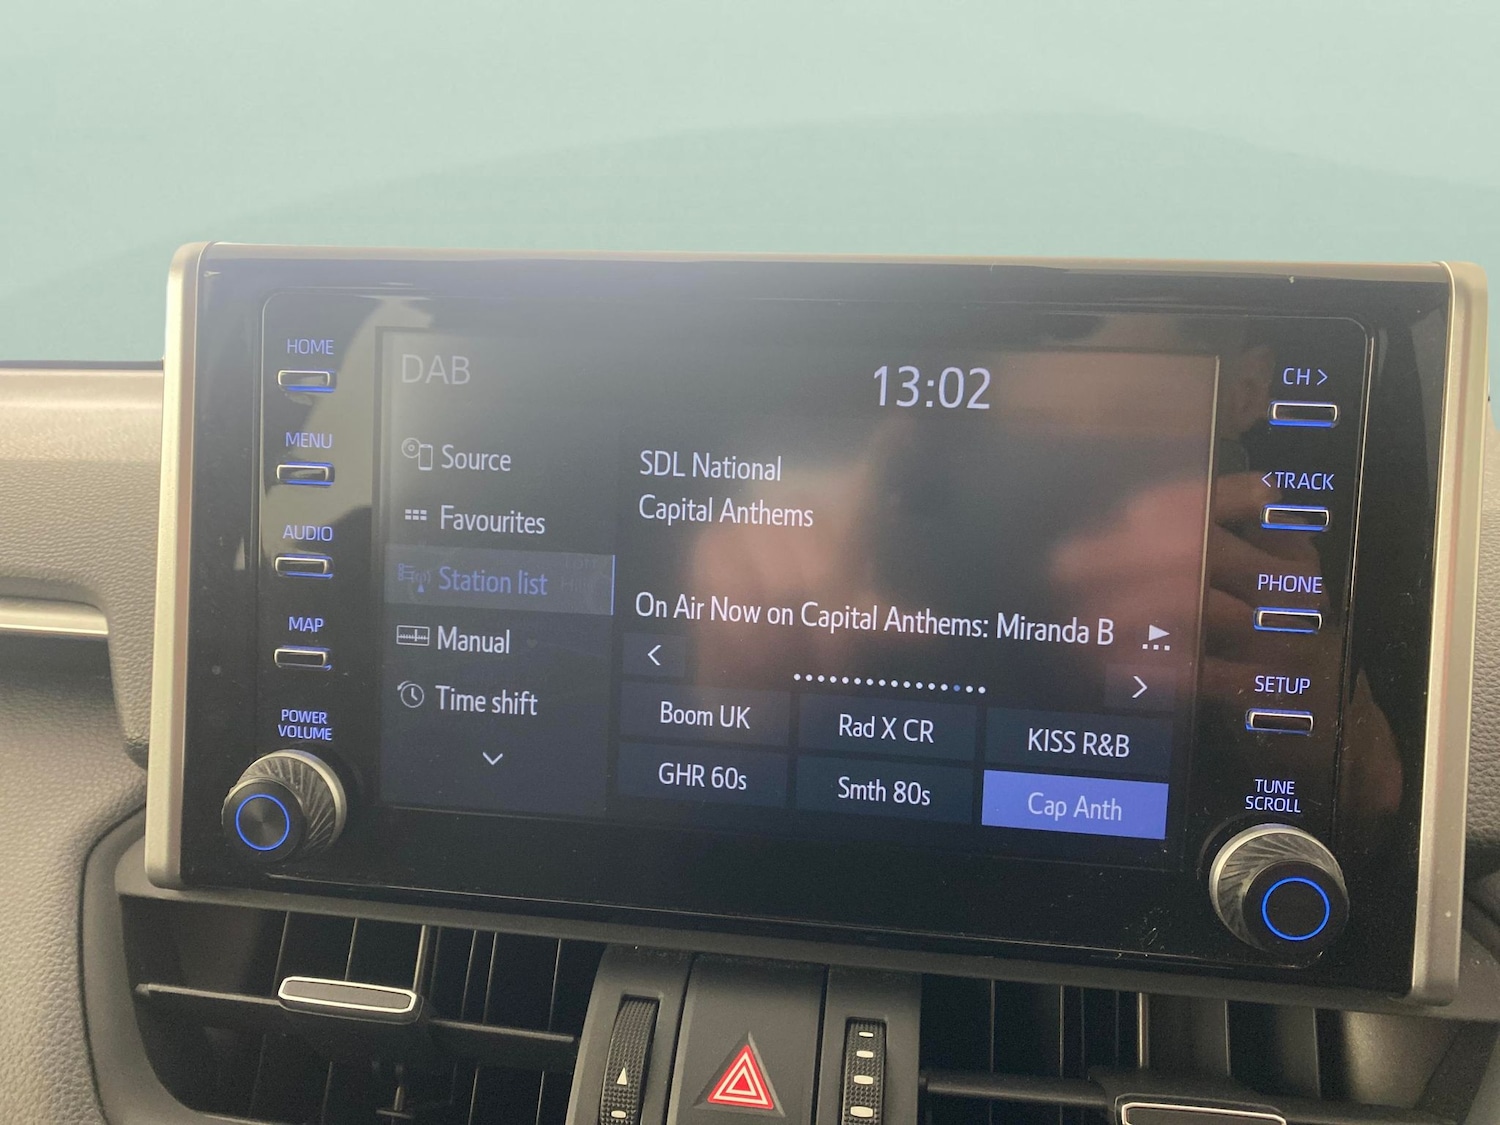 HOME
MENU
AUDIO
MAP
POWER
VOLUME
DAB
13:02
Source
Favourites
Station list
Manual
Time shift
SDL National
Capital Anthems
On Air Now on Capital Anthems: Miranda B
Boom UK
Rad X CR
KISS R&B
GHR 60s
Smth 80s
Cap Anth
CH >
< TRACK
PHONE
SETUP
TUNE
SCROLL